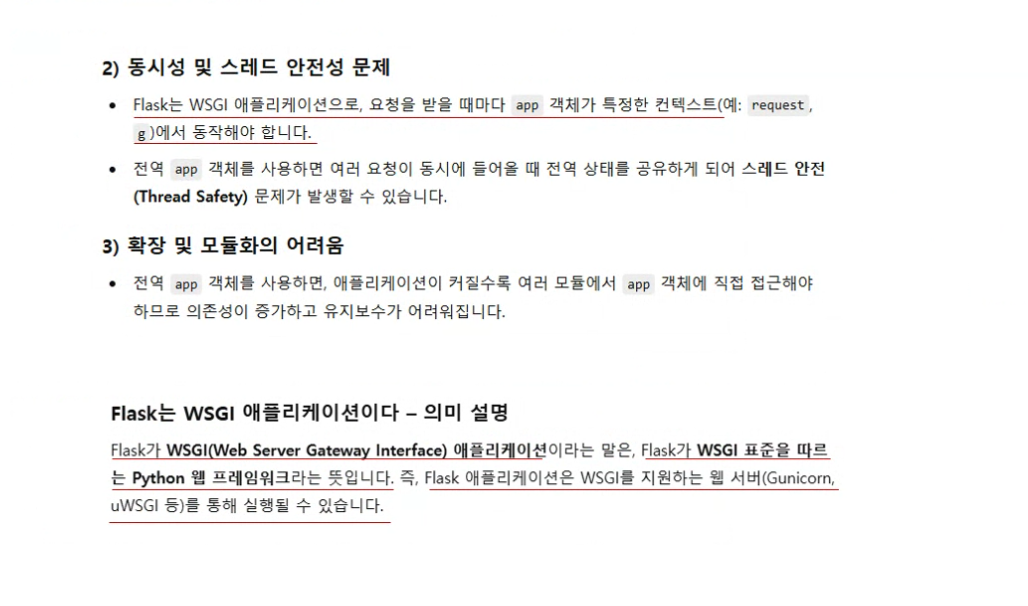 2) 동시성 및 스레드 안전성 문제
• Flask는 WSGI 애플리케이션으로, 요청을 받을 때마다 app 객체가 특정한 컨텍스트(예: request,
g)에서 동작해야 합니다.
• 전역 app 객체를 사용하면 여러 요청이 동시에 들어올 때 전역 상태를 공유하게 되어 스레드 안전
(Thread Safety) 문제가 발생할 수 있습니다.
3) 확장 및 모듈화의 어려움
• 전역 app 객체를 사용하면, 애플리케이션이 커질수록 여러 모듈에서 app 객체에 직접 접근해야
하므로 의존성이 증가하고 유지보수가 어려워집니다.
Flask는 WSGI 애플리케이션이다 – 의미 설명
Flask가 WSGI(Web Server Gateway Interface) 애플리케이션이라는 말은, Flask가 WSGI 표준을 따르
는 Python 웹 프레임워크라는 뜻입니다. 즉, Flask 애플리케이션은 WSGI를 지원하는 웹 서버(Gunicorn,
uWSGI 등)를 통해 실행될 수 있습니다.